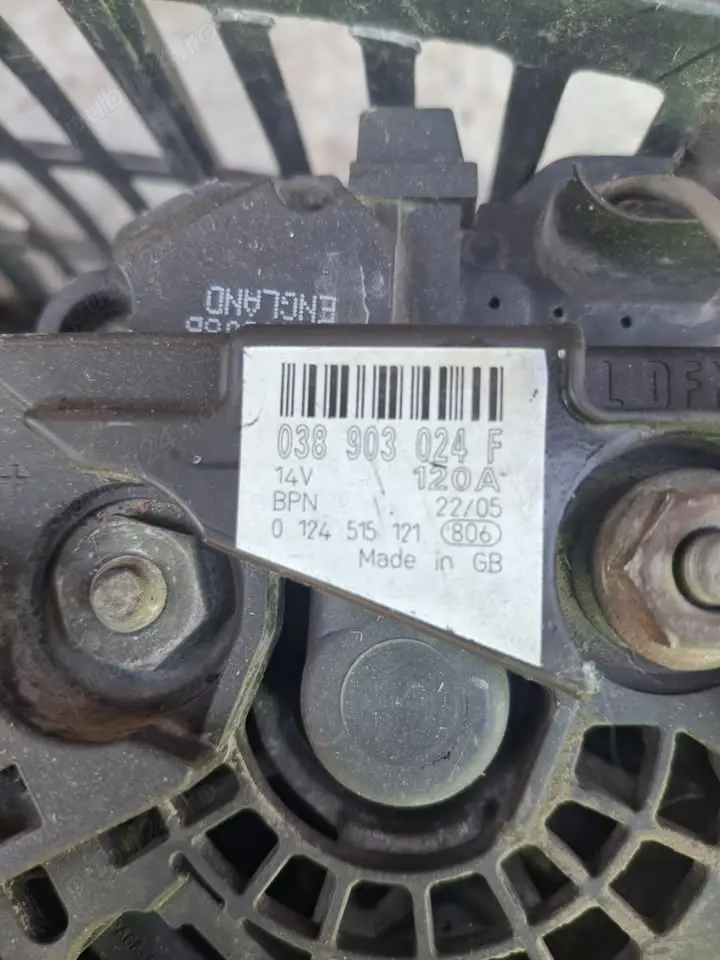 ENGLAND
038 903 024 F
14V 120A
BPN 22/05
0 124 515 121 806
Made in GB